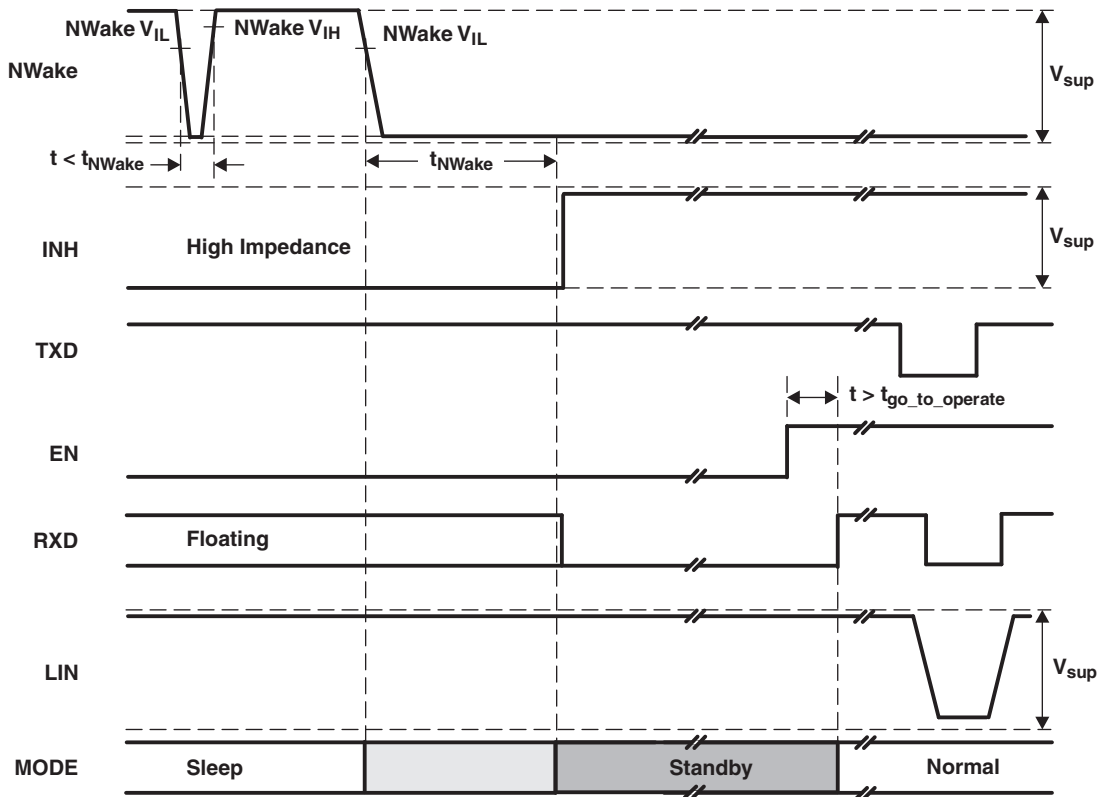 NWake V_IL
NWake V_IH
NWake V_IL
NWake
V_sup
t < t_NWake
t_NWake
INH
High Impedance
V_sup
TXD
t > t_go_to_operate
EN
RXD
Floating
LIN
V_sup
MODE
Sleep
Standby
Normal